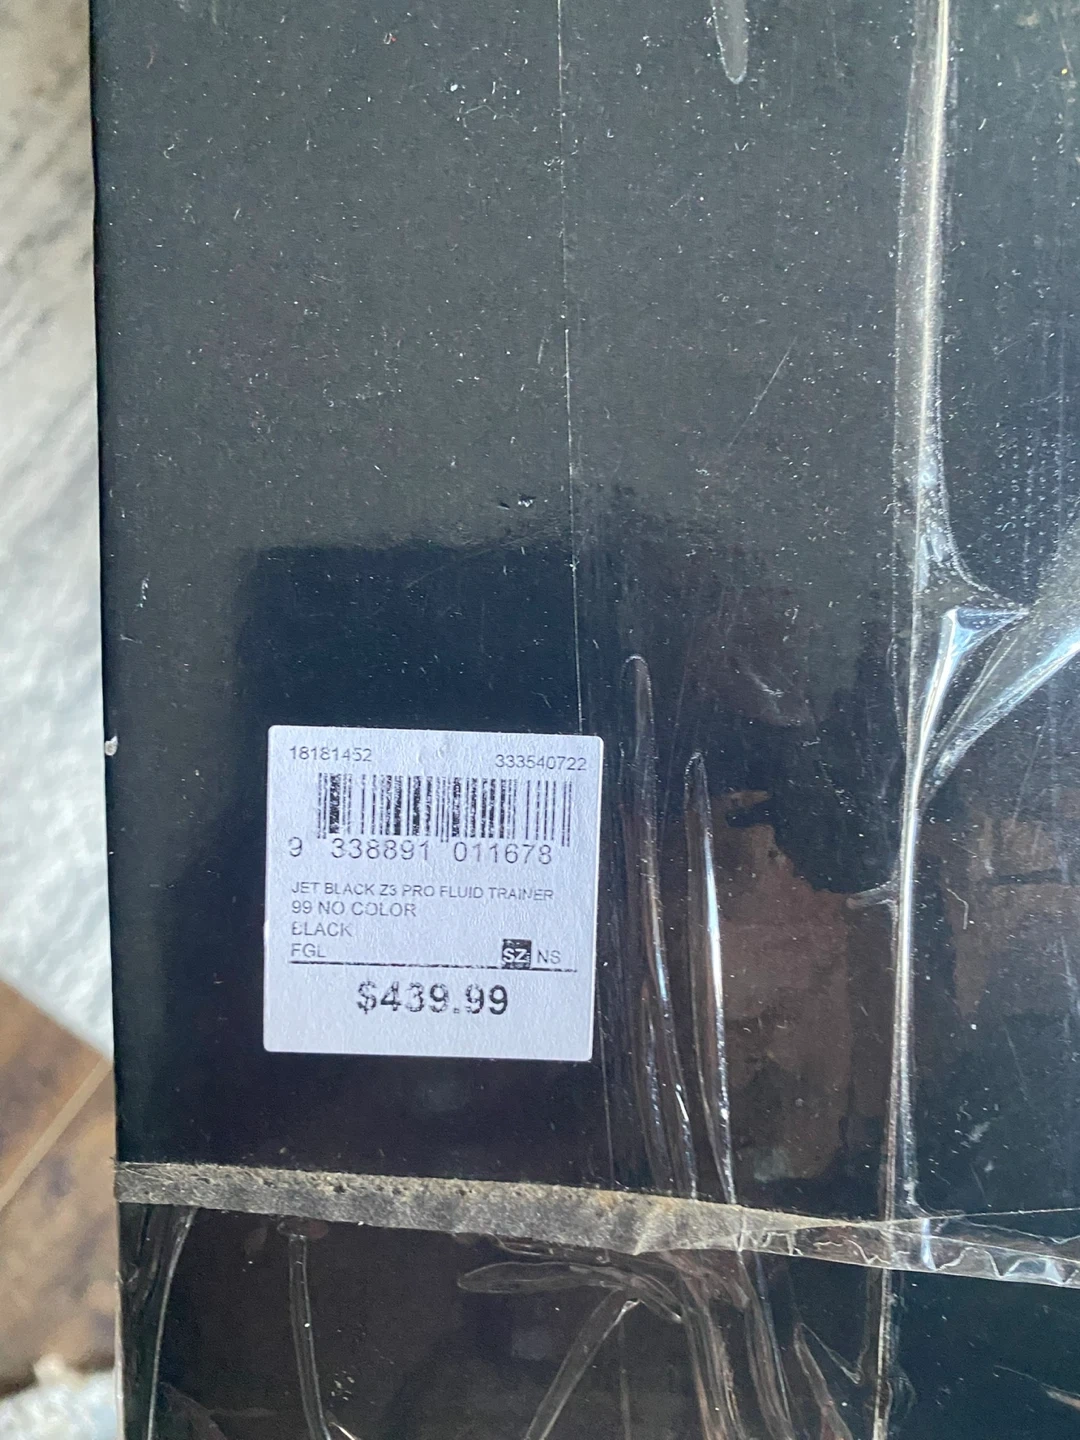 18181452 333540722
9 338891 011678
JET BLACK Z3 PRO FLUID TRAINER
99 NO COLOR
BLACK
FGL SZ NS
$439.99